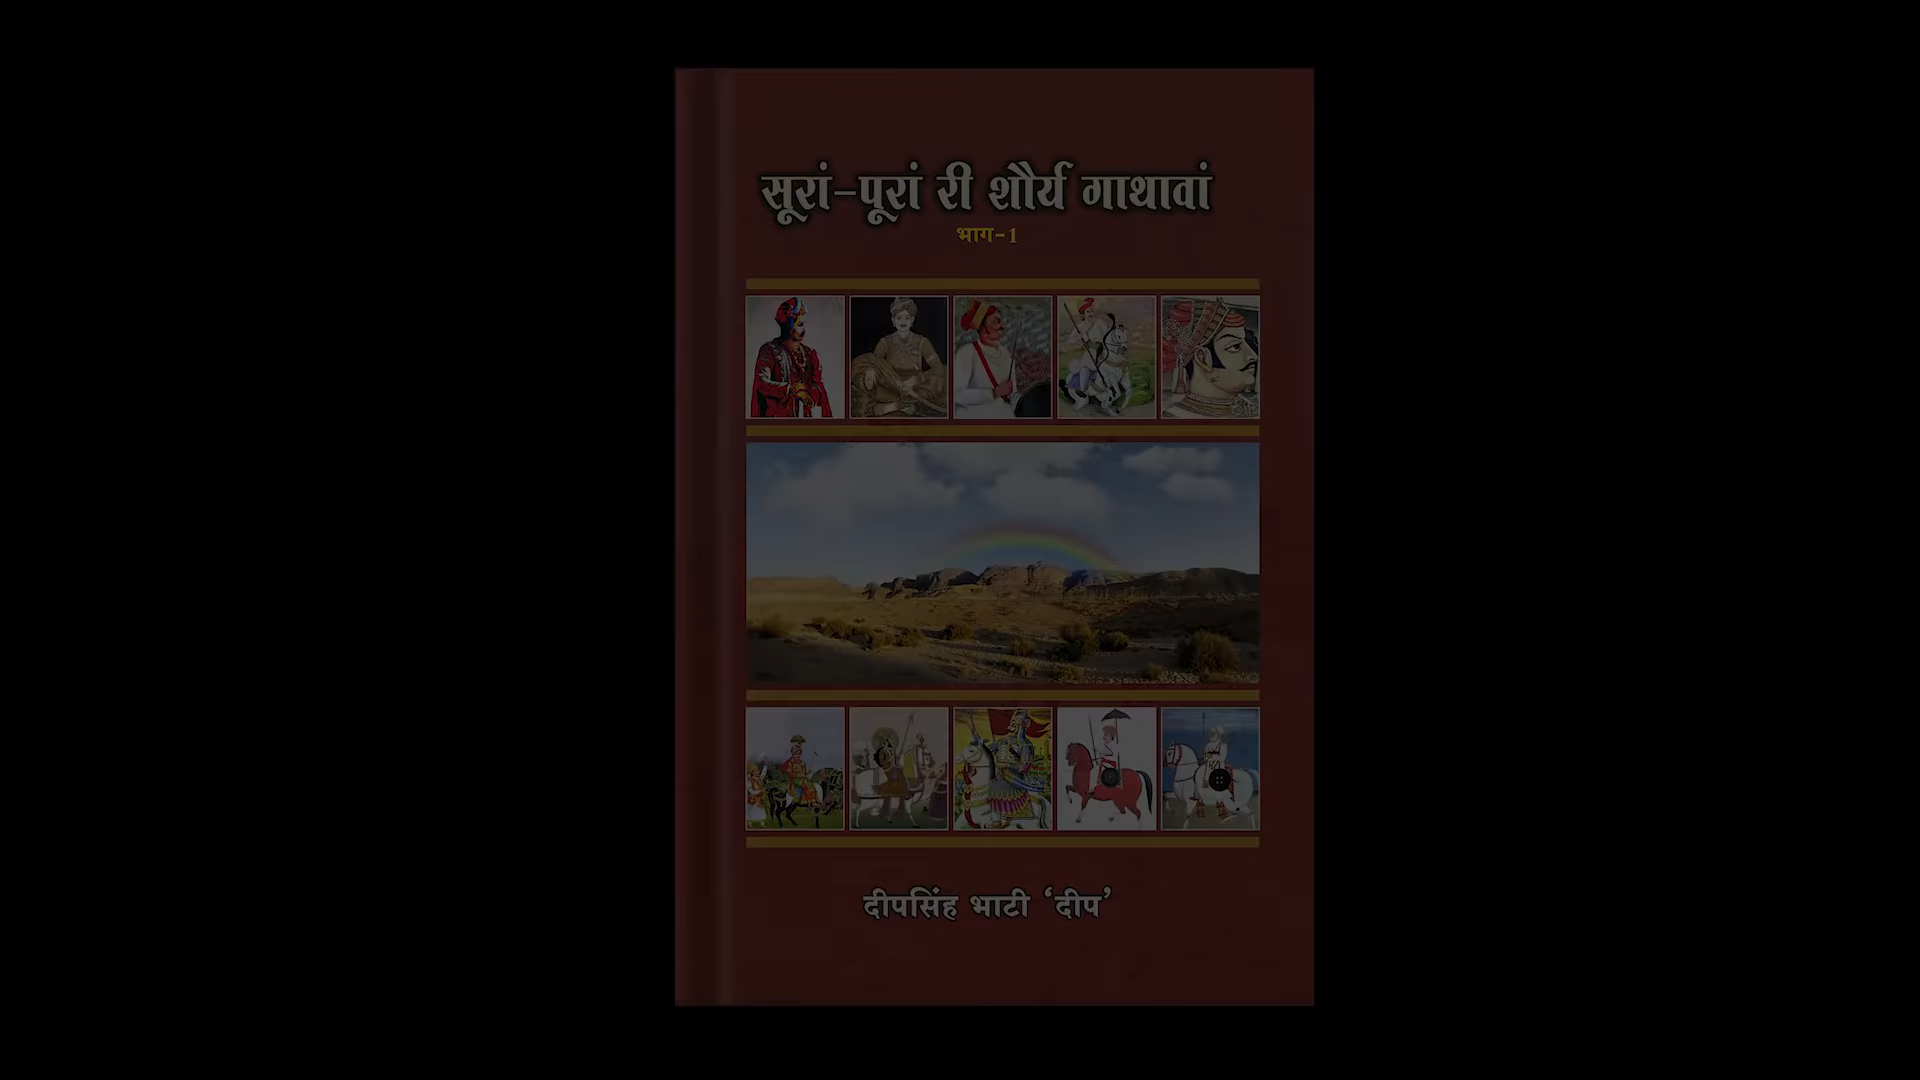 सूरां-पूरां री शौर्य गाथावां
भाग-1
दीपसिंह भाटी ‘दीप’